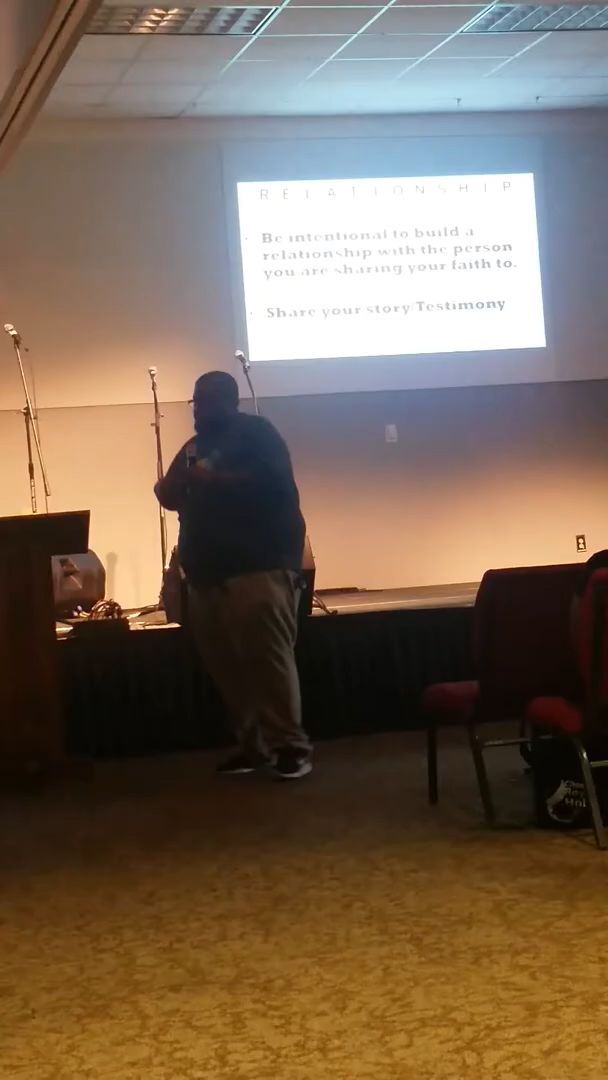 RELATIONSHIP
Be intentional to build a
relationship with the person
you are sharing your faith to.
Share your story/Testimony